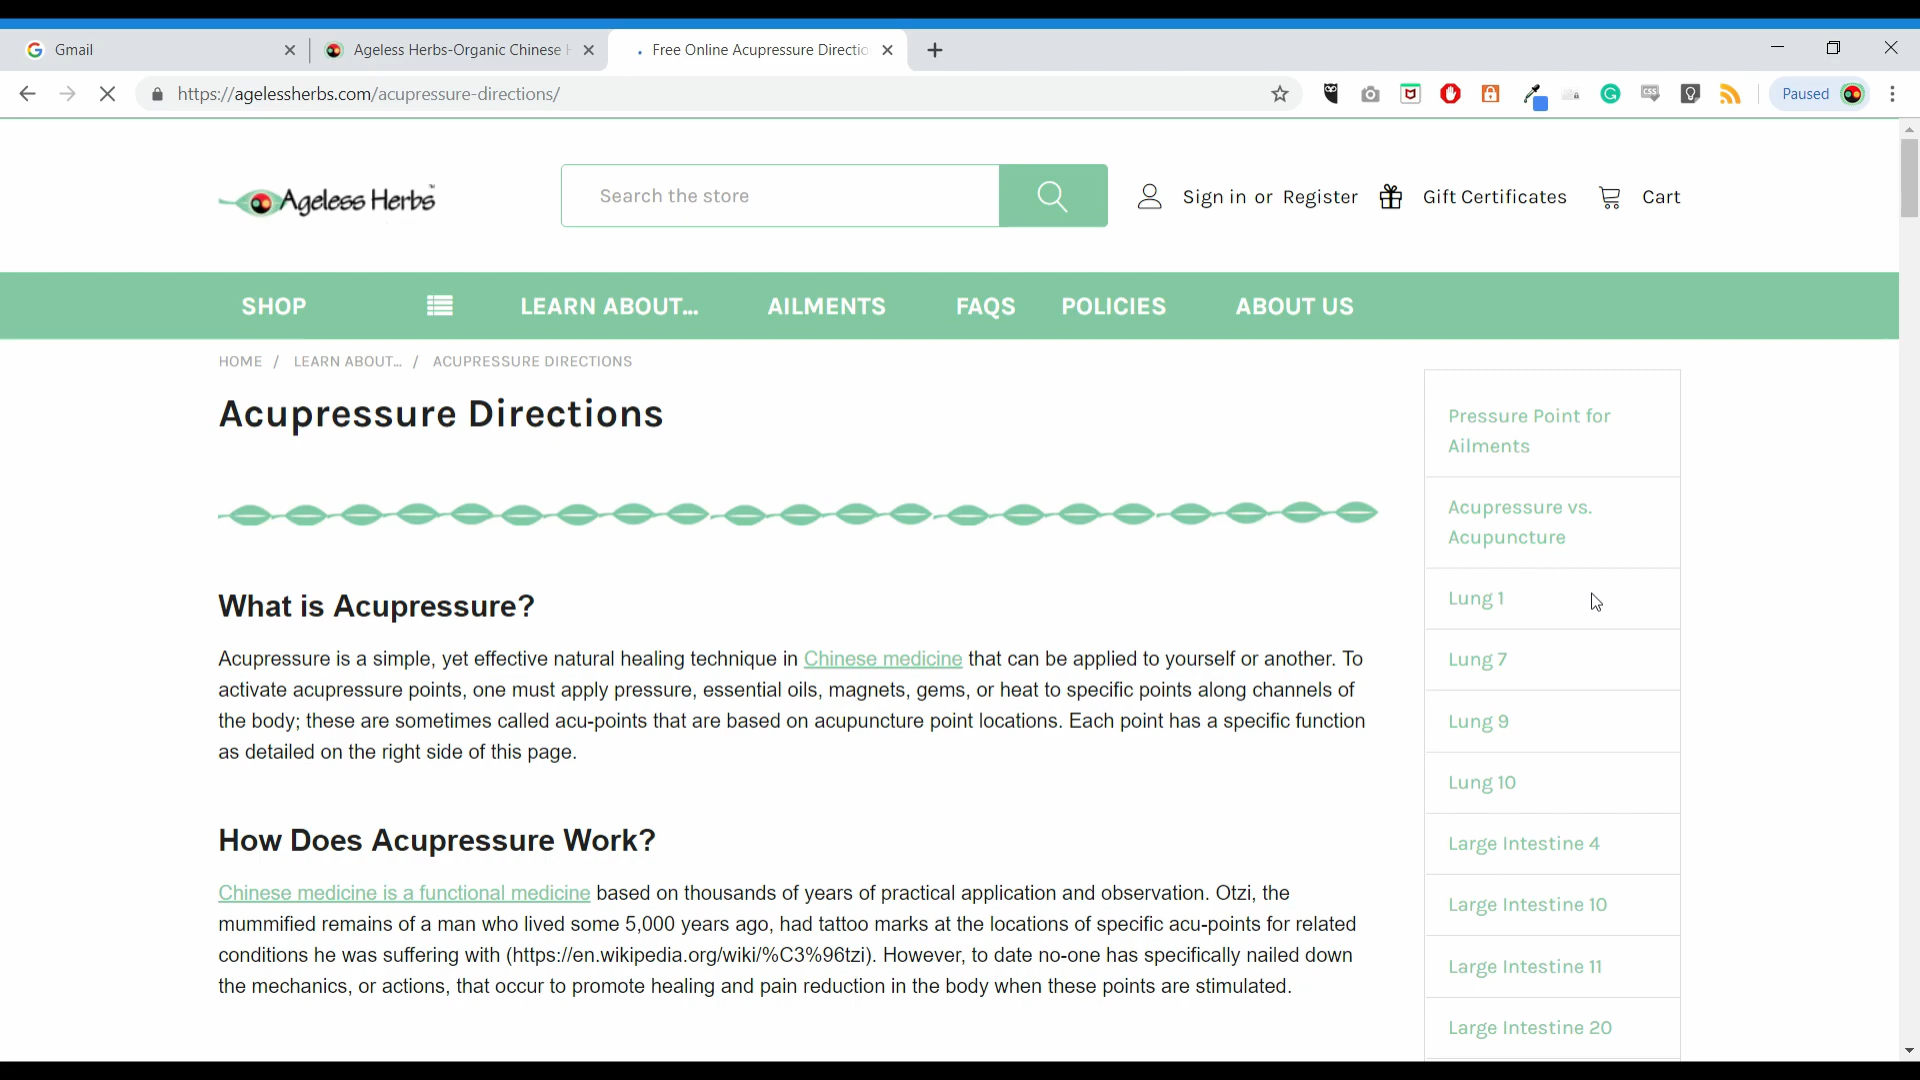 Gmail
Ageless Herbs-Organic Chinese
Free Online Acupressure Directio
https://agelessherbs.com/acupressure-directions/
Paused
Ageless Herbs
Search the store
Sign in or Register
Gift Certificates
Cart
SHOP
LEARN ABOUT...
AILMENTS
FAQS
POLICIES
ABOUT US
HOME / LEARN ABOUT... / ACUPRESSURE DIRECTIONS
Acupressure Directions
What is Acupressure?
Acupressure is a simple, yet effective natural healing technique in Chinese medicine that can be applied to yourself or another. To
activate acupressure points, one must apply pressure, essential oils, magnets, gems, or heat to specific points along channels of
the body; these are sometimes called acu-points that are based on acupuncture point locations. Each point has a specific function
as detailed on the right side of this page.
How Does Acupressure Work?
Chinese medicine is a functional medicine based on thousands of years of practical application and observation. Otzi, the
mummified remains of a man who lived some 5,000 years ago, had tattoo marks at the locations of specific acu-points for related
conditions he was suffering with (https://en.wikipedia.org/wiki/%C3%96tzi). However, to date no-one has specifically nailed down
the mechanics, or actions, that occur to promote healing and pain reduction in the body when these points are stimulated.
Pressure Point for
Ailments
Acupressure vs.
Acupuncture
Lung 1
Lung 7
Lung 9
Lung 10
Large Intestine 4
Large Intestine 10
Large Intestine 11
Large Intestine 20